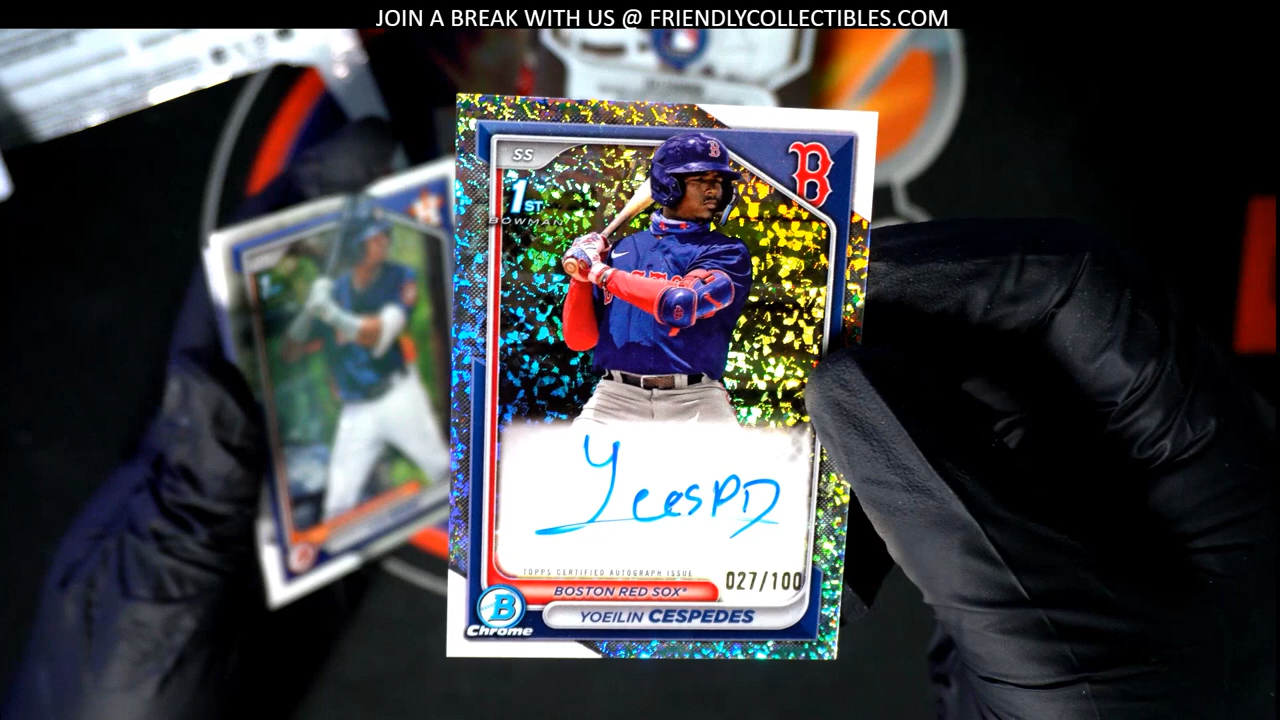 JOIN A BREAK WITH US @ FRIENDLYCOLLECTIBLES.COM
SS
B
1ST
BOWMAN
B
YcesPD
TOPPS CERTIFIED AUTOGRAPH ISSUE
027/100
BOSTON RED SOX®
B
Chrome
YOEILIN CESPEDES